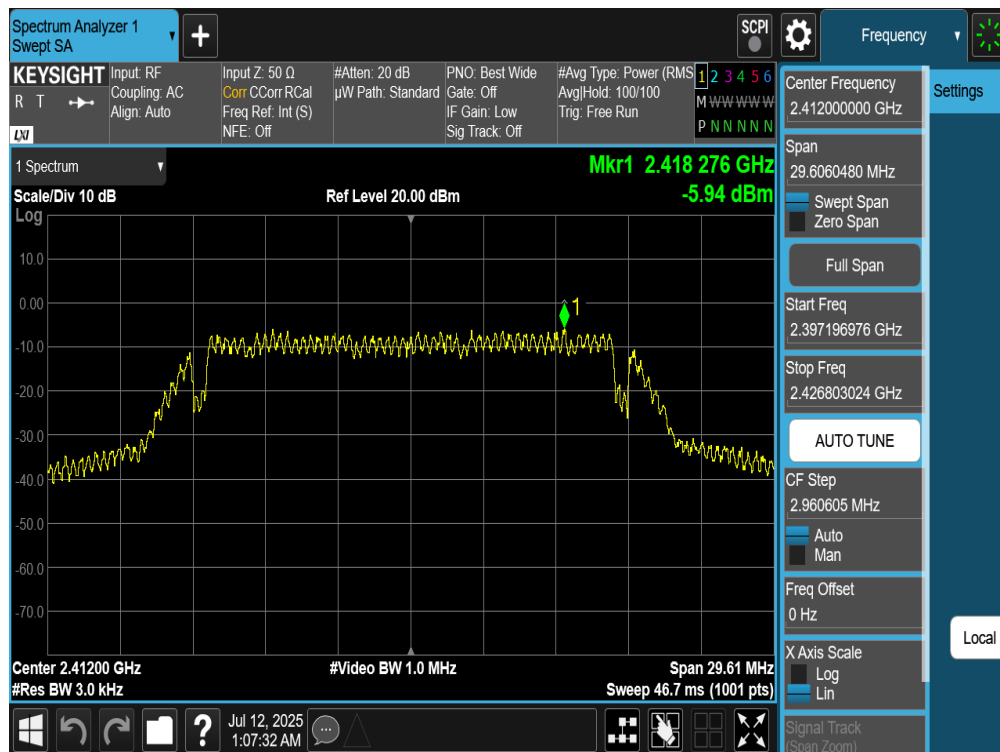 Spectrum Analyzer 1
Swept SA
+
SCPI
Frequency
KEYSIGHT
R T
LXI
Input: RF
Coupling: AC
Align: Auto
Input Z: 50 Ω
Corr CCorr RCal
Freq Ref: Int (S)
NFE: Off
#Atten: 20 dB
µW Path: Standard
PNO: Best Wide
Gate: Off
IF Gain: Low
Sig Track: Off
#Avg Type: Power (RMS
Avg|Hold: 100/100
Trig: Free Run
1 2 3 4 5 6
M W W W W W
P N N N N N
1 Spectrum
Mkr1 2.418 276 GHz
-5.94 dBm
Scale/Div 10 dB
Ref Level 20.00 dBm
Log
10.0
0.00
-10.0
-20.0
-30.0
-40.0
-50.0
-60.0
-70.0
1
Center 2.41200 GHz
#Video BW 1.0 MHz
Span 29.61 MHz
#Res BW 3.0 kHz
Sweep 46.7 ms (1001 pts)
Center Frequency
2.412000000 GHz
Span
29.6060480 MHz
Swept Span
Zero Span
Full Span
Start Freq
2.397196976 GHz
Stop Freq
2.426803024 GHz
AUTO TUNE
CF Step
2.960605 MHz
Auto
Man
Freq Offset
0 Hz
X Axis Scale
Log
Lin
Signal Track
(Span Zoom)
Settings
Local
?
Jul 12, 2025
1:07:32 AM